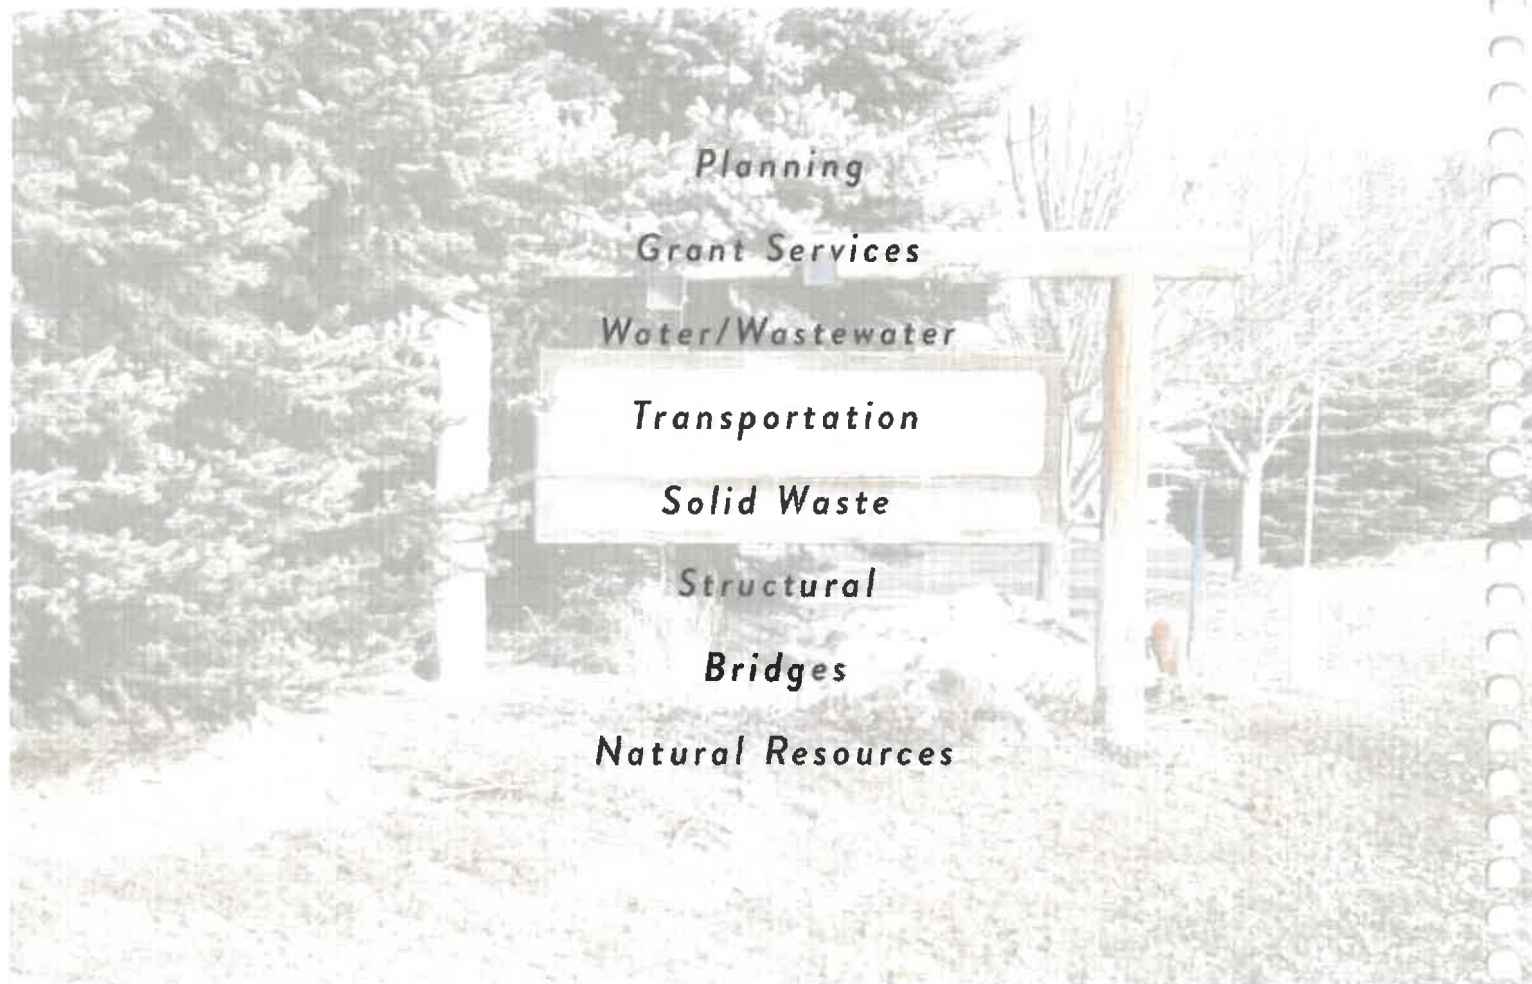 Planning
Grant Services
Water/Wastewater
Transportation
Solid Waste
Structural
Bridges
Natural Resources